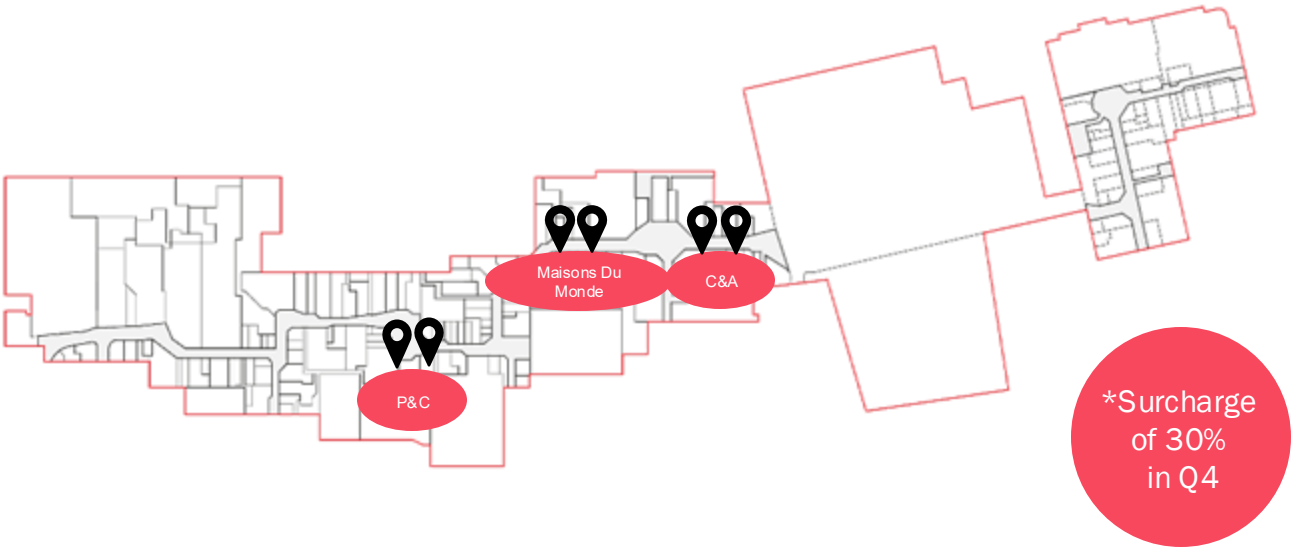 Maisons Du
Monde
C&A
P&C
*Surcharge
of 30%
in Q4